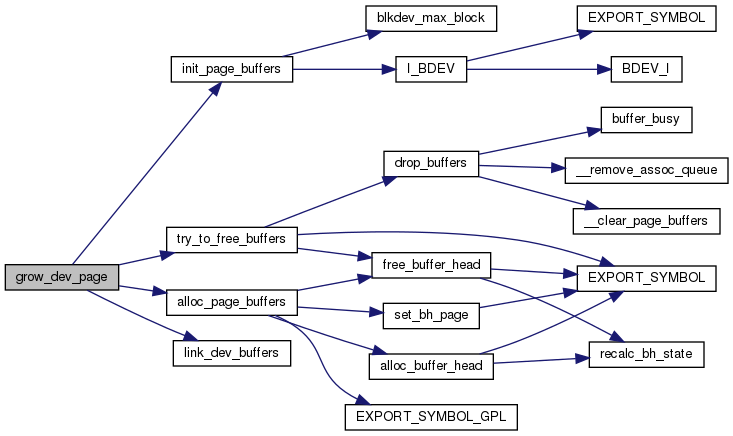 blkdev_max_block
EXPORT_SYMBOL
init_page_buffers
I_BDEV
BDEV_I
buffer_busy
drop_buffers
__remove_assoc_queue
__clear_page_buffers
try_to_free_buffers
free_buffer_head
grow_dev_page
EXPORT_SYMBOL
alloc_page_buffers
set_bh_page
link_dev_buffers
recalc_bh_state
alloc_buffer_head
EXPORT_SYMBOL_GPL